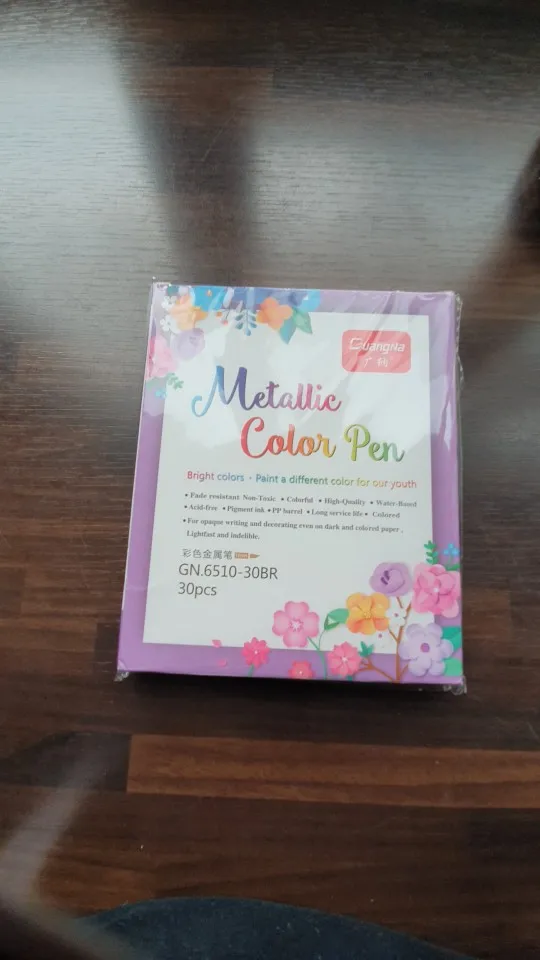 Guangna
广纳
Metallic
Color Pen
Bright colors · Paint a different color for our youth
• Fade resistant Non-Toxic • Colorful • High-Quality • Water-Based
• Acid-free • Pigment ink • PP barrel • Long service life • Colored
• For opaque writing and decorating even on dark and colored paper ,
Lightfast and indelible.
彩色金属笔
GN.6510-30BR
30pcs